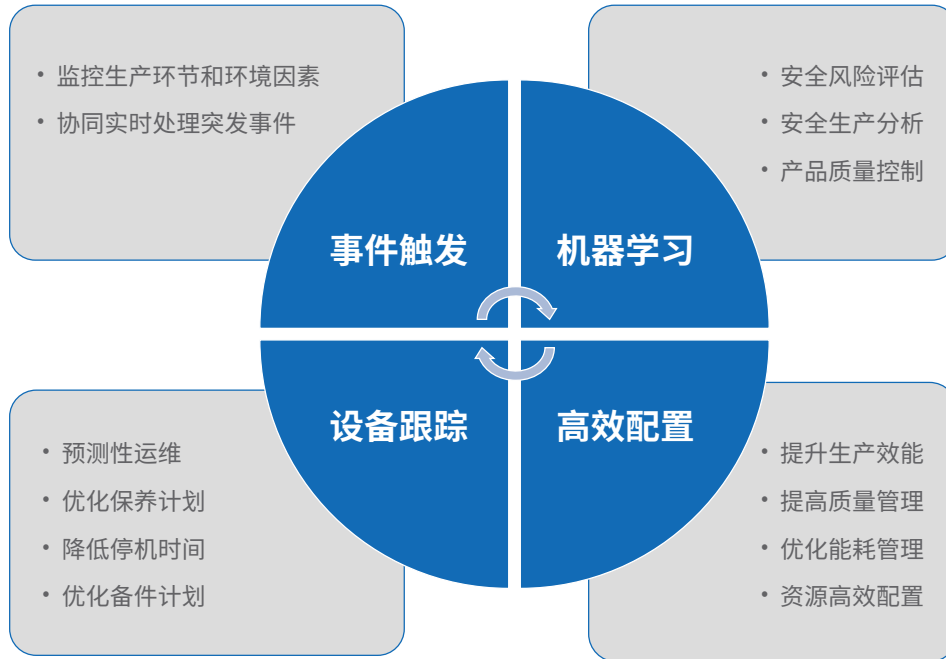 监控生产环节和环境因素
协同实时处理突发事件
安全风险评估
安全生产分析
产品质量控制
事件触发
机器学习
设备跟踪
高效配置
预测性运维
优化保养计划
降低停机时间
优化备件计划
提升生产效能
提高质量管理
优化能耗管理
资源高效配置